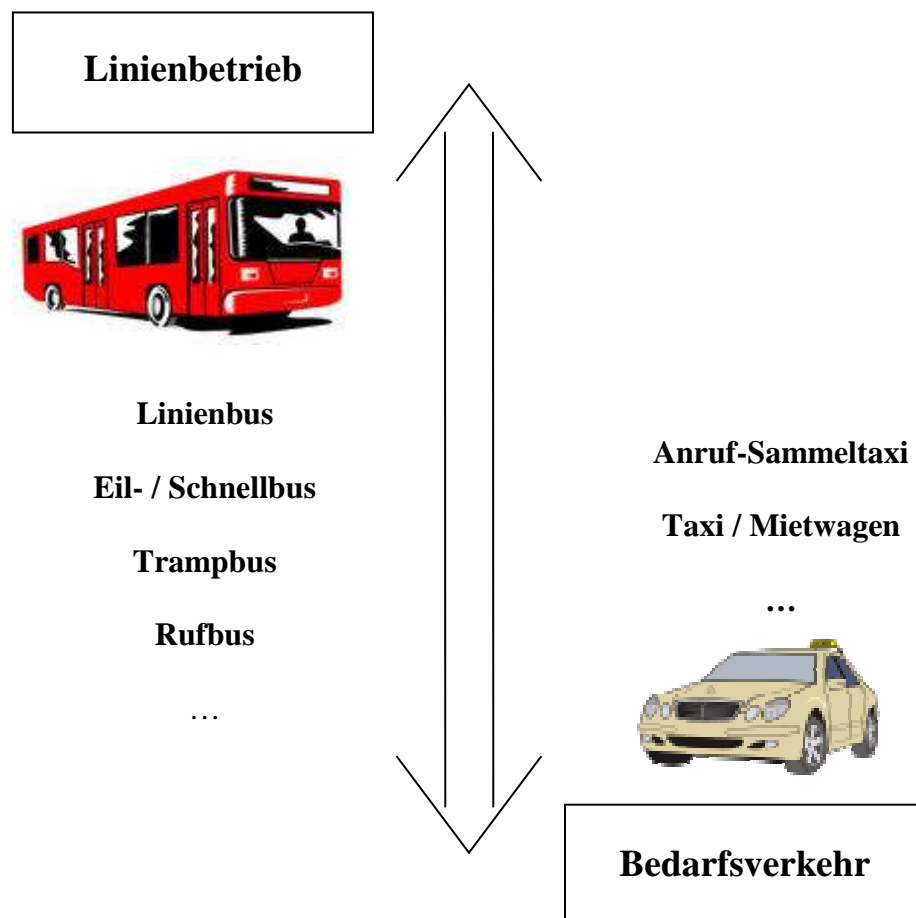 Linienbetrieb
Linienbus
Eil- / Schnellbus
Trampbus
Rufbus
…
Anruf-Sammeltaxi
Taxi / Mietwagen
…
Bedarfsverkehr